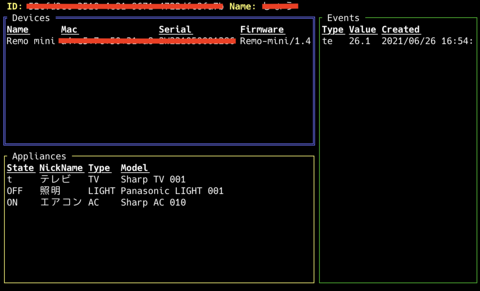 ID: Name:
Devices
Name Mac Serial Firmware
Remo mini Remo-mini/1.4
Events
Type Value Created
te 26.1 2021/06/26 16:54:
Appliances
State NickName Type Model
t テレビ TV Sharp TV 001
OFF 照明 LIGHT Panasonic LIGHT 001
ON エアコン AC Sharp AC 010